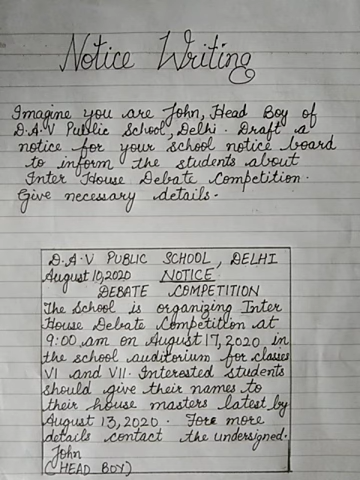 Notice Writing
Imagine you are John, Head Boy of
D.A.V Public School, Delhi. Draft a
notice for your school notice board
to inform the students about
Inter House Debate Competition.
Give necessary details.
D.A.V PUBLIC SCHOOL, DELHI
August 10, 2020 NOTICE
DEBATE COMPETITION
The School is organizing Inter
House Debate Competition at
9:00 am on August 17, 2020 in
the school auditorium for classes
VI and VII. Interested students
should give their names to
their house masters latest by
August 13, 2020. Fore more
details contact the undersigned.
John
(HEAD BOY)